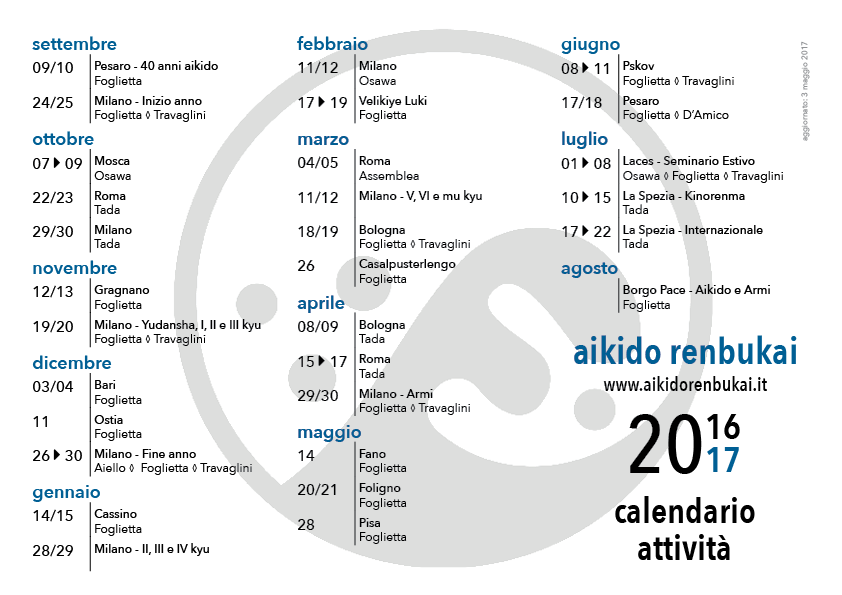 settembre
09/10 Pesaro - 40 anni aikido
Foglietta
24/25 Milano - Inizio anno
Foglietta ◊ Travaglini
ottobre
07 ▶ 09 Mosca
Osawa
22/23 Roma
Tada
29/30 Milano
Tada
novembre
12/13 Gragnano
Foglietta
19/20 Milano - Yudansha, I, II e III kyu
Foglietta ◊ Travaglini
dicembre
03/04 Bari
Foglietta
11 Ostia
Foglietta
26 ▶ 30 Milano - Fine anno
Aiello ◊ Foglietta ◊ Travaglini
gennaio
14/15 Cassino
Foglietta
28/29 Milano - II, III e IV kyu
febbraio
11/12 Milano
Osawa
17 ▶ 19 Velikiye Luki
Foglietta
marzo
04/05 Roma
Assemblea
11/12 Milano - V, VI e mu kyu
18/19 Bologna
Foglietta ◊ Travaglini
26 Casalpusterlengo
Foglietta
aprile
08/09 Bologna
Tada
15 ▶ 17 Roma
Tada
29/30 Milano - Armi
Foglietta ◊ Travaglini
maggio
14 Fano
Foglietta
20/21 Foligno
Foglietta
28 Pisa
Foglietta
giugno
08 ▶ 11 Pskov
Foglietta ◊ Travaglini
17/18 Pesaro
Foglietta ◊ D'Amico
luglio
01 ▶ 08 Laces - Seminario Estivo
Osawa ◊ Foglietta ◊ Travaglini
10 ▶ 15 La Spezia - Kinorenma
Tada
17 ▶ 22 La Spezia - Internazionale
Tada
agosto
Borgo Pace - Aikido e Armi
Foglietta
aikido renbukai
www.aikidorenbukai.it
2016
17
calendario
attività
aggiornato: 3 maggio 2017